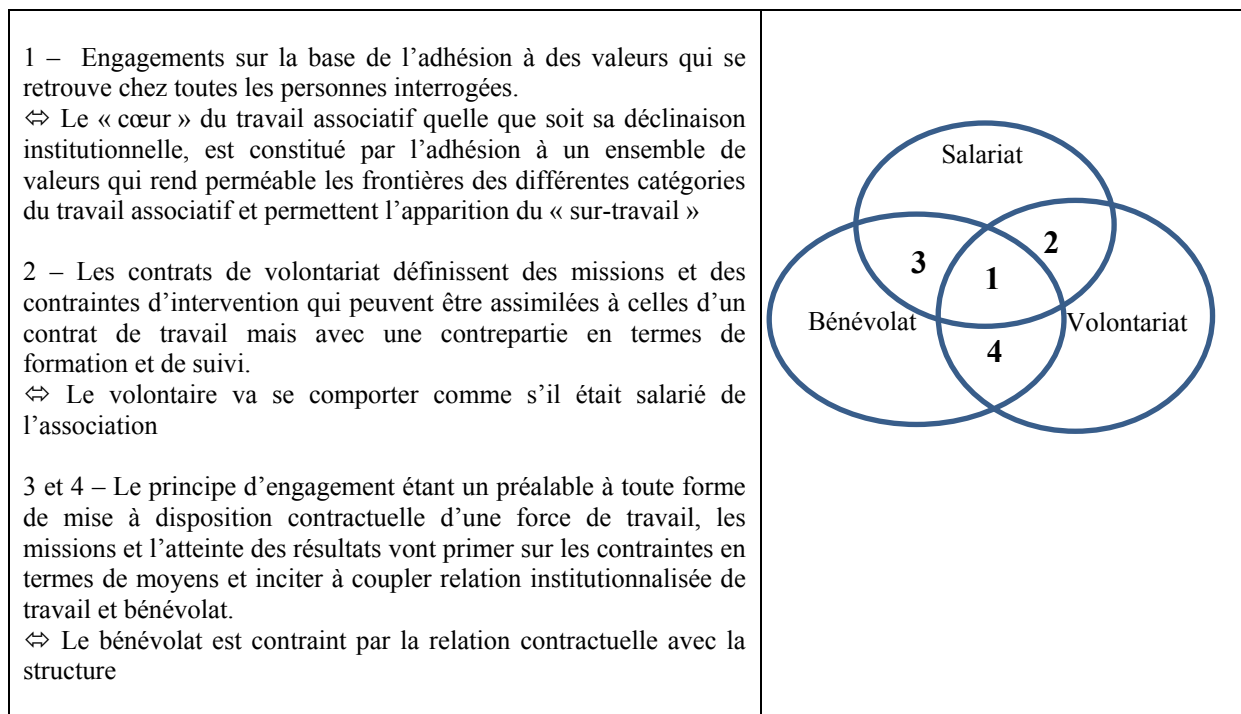 1 – Engagements sur la base de l’adhésion à des valeurs qui se
retrouve chez toutes les personnes interrogées.
⇔ Le « cœur » du travail associatif quelle que soit sa déclinaison
institutionnelle, est constitué par l’adhésion à un ensemble de
valeurs qui rend perméable les frontières des différentes catégories
du travail associatif et permettent l’apparition du « sur-travail »
2 – Les contrats de volontariat définissent des missions et des
contraintes d’intervention qui peuvent être assimilées à celles d’un
contrat de travail mais avec une contrepartie en termes de
formation et de suivi.
⇔ Le volontaire va se comporter comme s’il était salarié de
l’association
3 et 4 – Le principe d’engagement étant un préalable à toute forme
de mise à disposition contractuelle d’une force de travail, les
missions et l’atteinte des résultats vont primer sur les contraintes en
termes de moyens et inciter à coupler relation institutionnalisée de
travail et bénévolat.
⇔ Le bénévolat est contraint par la relation contractuelle avec la
structure
Salariat
3
2
1
Bénévolat
Volontariat
4